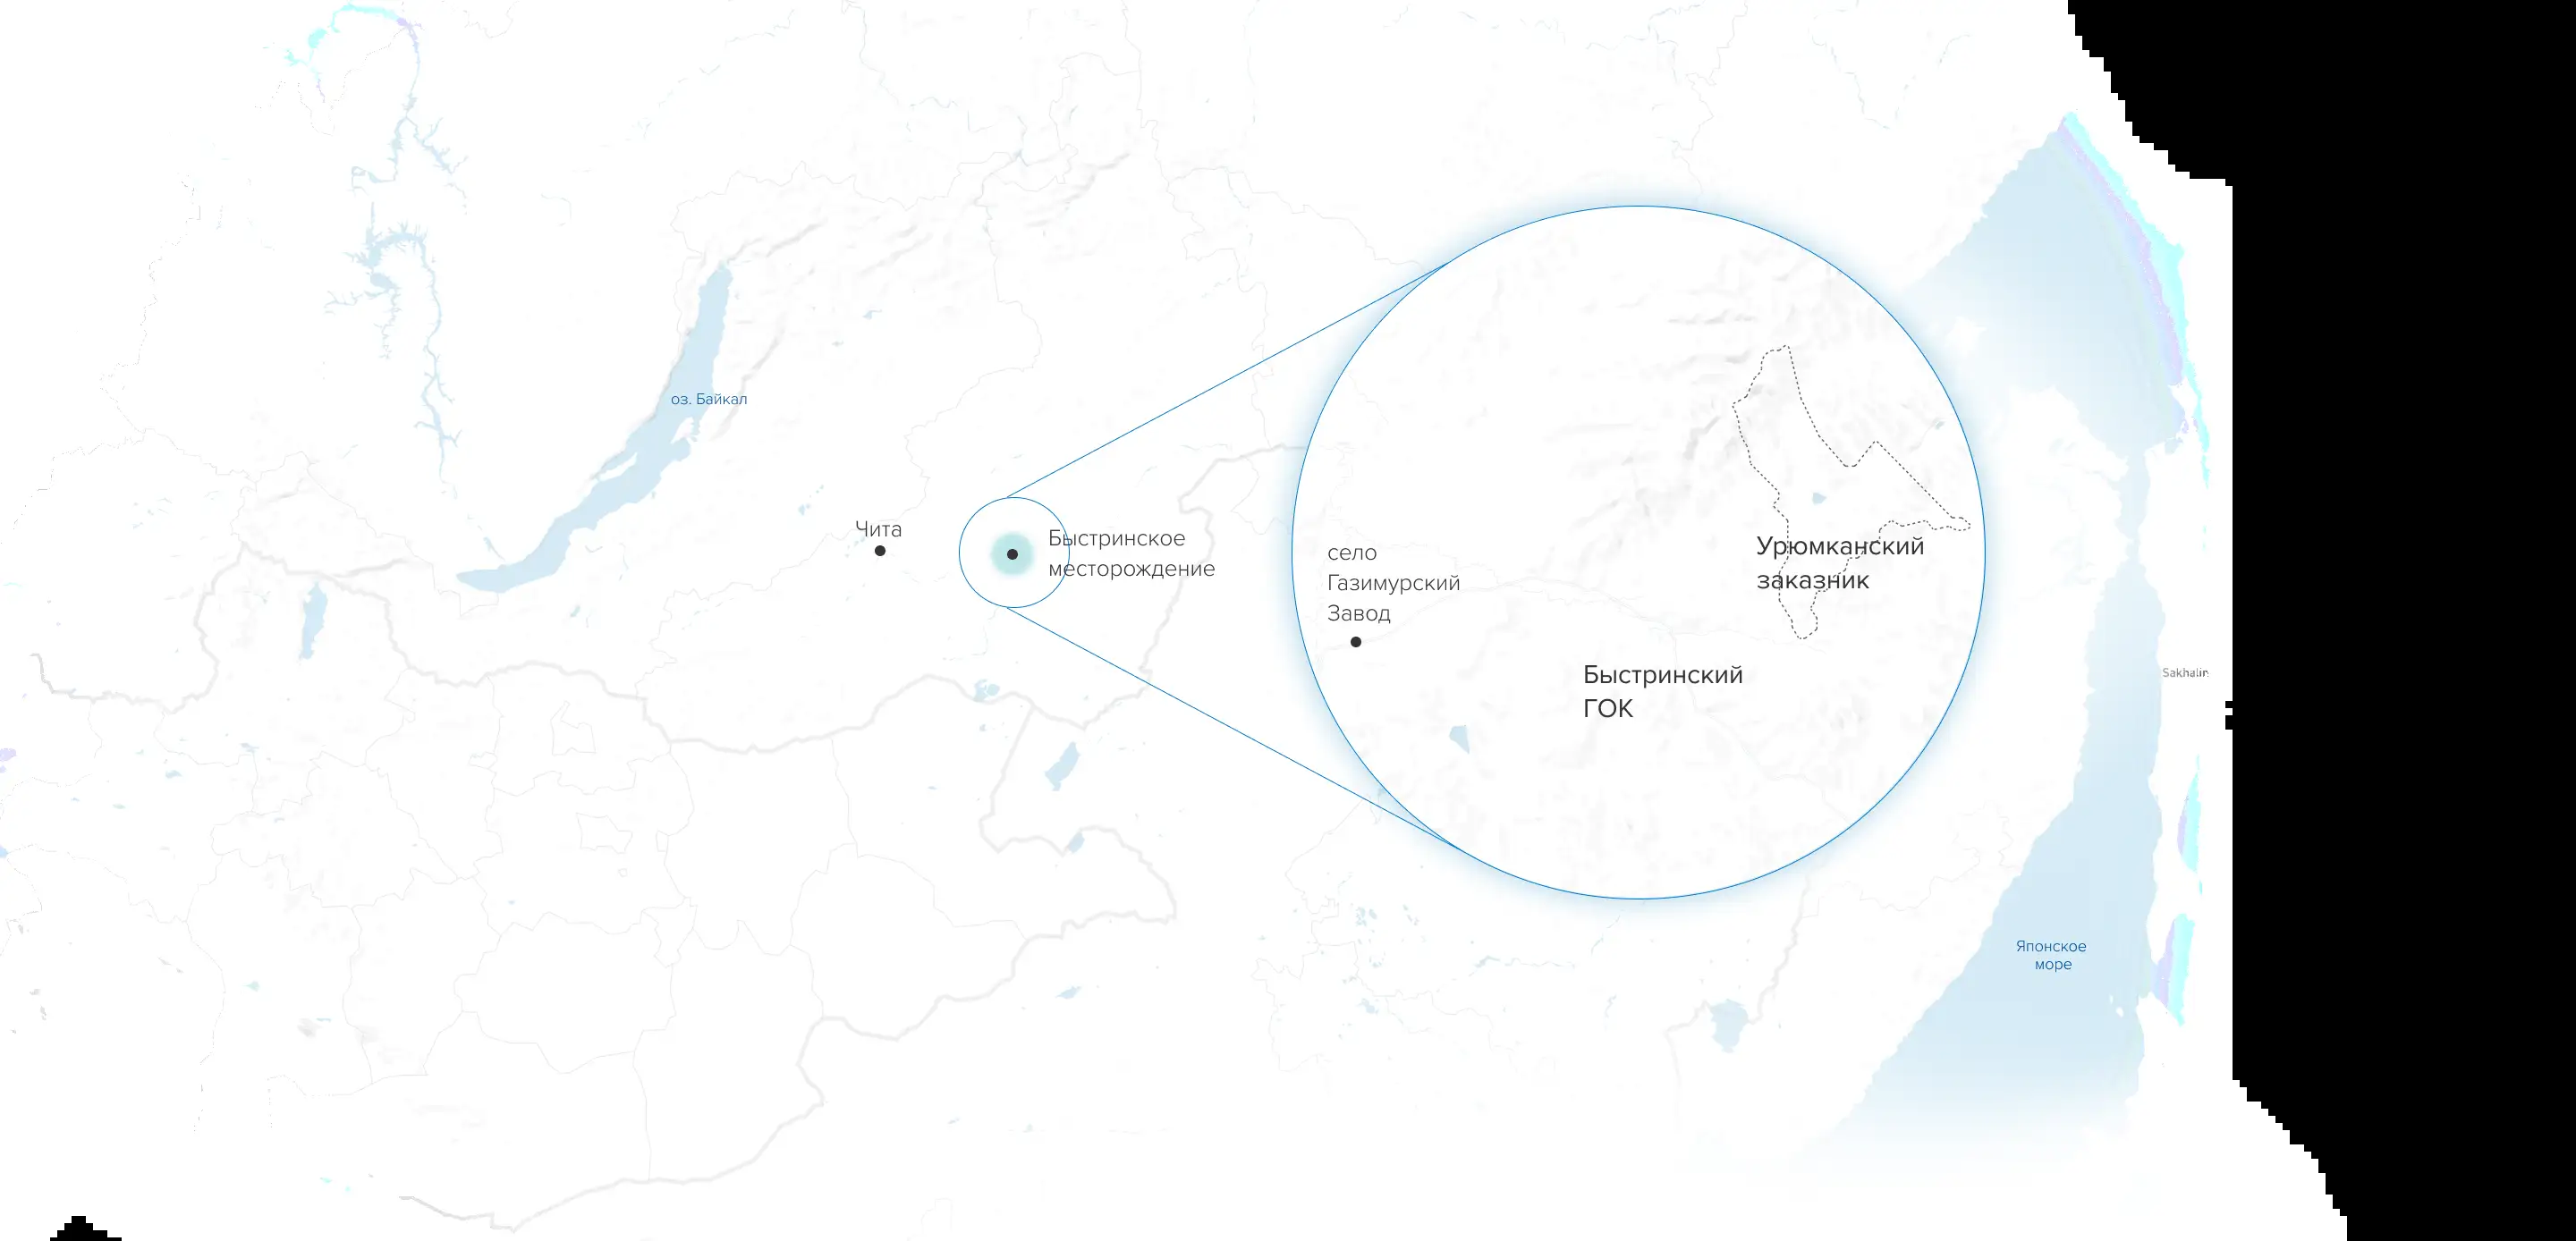 оз. Байкал
Чита
Быстринское
месторождение
село
Газимурский
Завод
Урюмканский
заказник
Быстринский
ГОК
Sakhalin
Японское
море